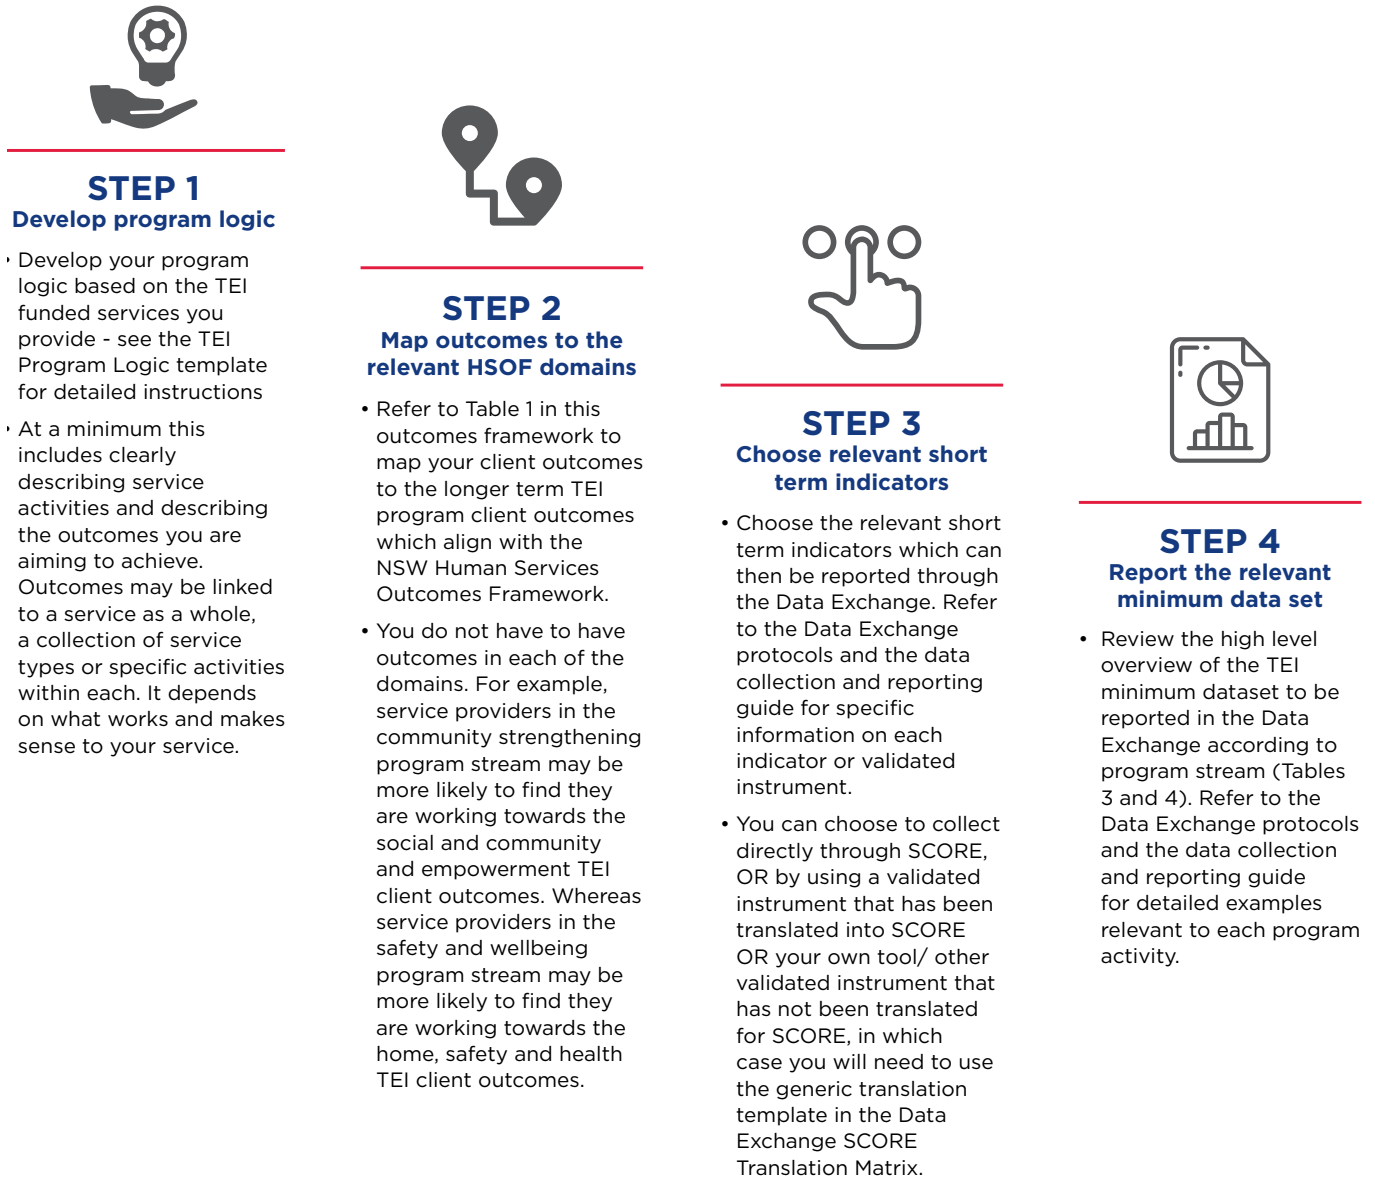 STEP 1
Develop program logic
• Develop your program
logic based on the TEI
funded services you
provide - see the TEI
Program Logic template
for detailed instructions
• At a minimum this
includes clearly
describing service
activities and describing
the outcomes you are
aiming to achieve.
Outcomes may be linked
to a service as a whole,
a collection of service
types or specific activities
within each. It depends
on what works and makes
sense to your service.
STEP 2
Map outcomes to the
relevant HSOF domains
• Refer to Table 1 in this
outcomes framework to
map your client outcomes
to the longer term TEI
program client outcomes
which align with the
NSW Human Services
Outcomes Framework.
• You do not have to have
outcomes in each of the
domains. For example,
service providers in the
community strengthening
program stream may be
more likely to find they
are working towards the
social and community
and empowerment TEI
client outcomes. Whereas
service providers in the
safety and wellbeing
program stream may be
more likely to find they
are working towards the
home, safety and health
TEI client outcomes.
STEP 3
Choose relevant short
term indicators
• Choose the relevant short
term indicators which can
then be reported through
the Data Exchange. Refer
to the Data Exchange
protocols and the data
collection and reporting
guide for specific
information on each
indicator or validated
instrument.
• You can choose to collect
directly through SCORE,
OR by using a validated
instrument that has been
translated into SCORE
OR your own tool/ other
validated instrument that
has not been translated
for SCORE, in which
case you will need to use
the generic translation
template in the Data
Exchange SCORE
Translation Matrix.
STEP 4
Report the relevant
minimum data set
• Review the high level
overview of the TEI
minimum dataset to be
reported in the Data
Exchange according to
program stream (Tables
3 and 4). Refer to the
Data Exchange protocols
and the data collection
and reporting guide
for detailed examples
relevant to each program
activity.